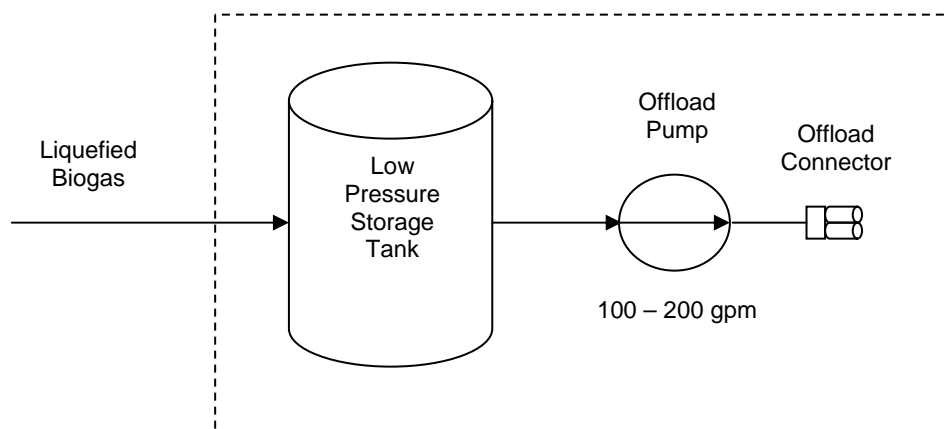 Liquefied
Biogas
Low
Pressure
Storage
Tank
Offload
Pump
100 – 200 gpm
Offload
Connector